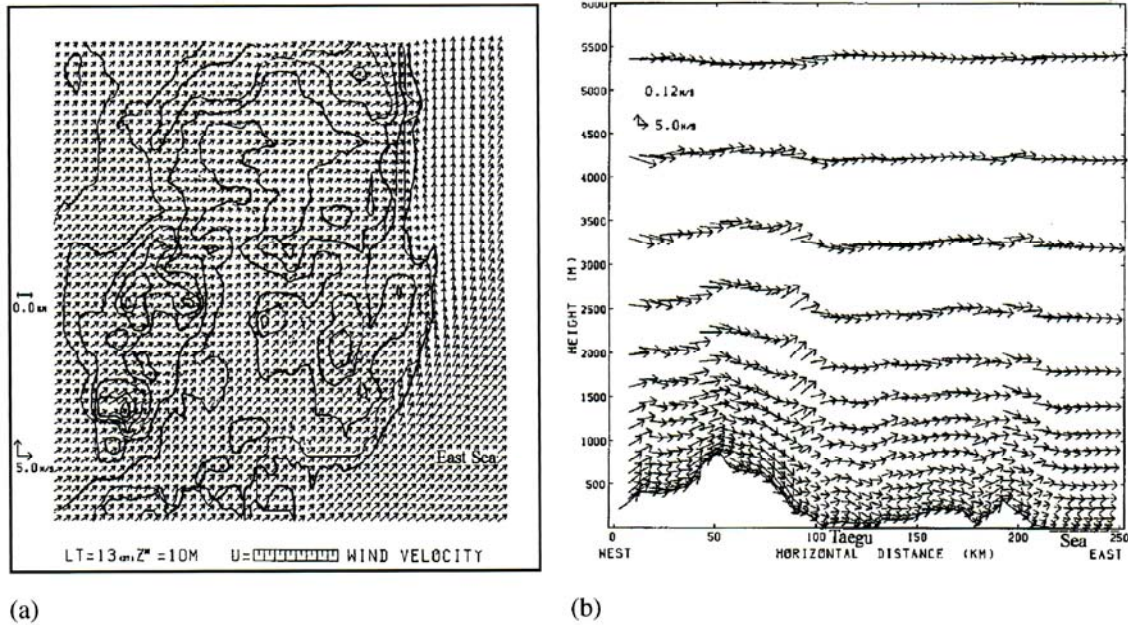 0.0KM
5.0M/S
East Sea
LT=13 Z* =10M U= WIND VELOCITY
(a)
6000
5500
5000
4500
4000
3500
3000
2500
2000
1500
1000
500
HEIGHT (M)
0.12M/S
5.0M/S
0 50 100 150 200 250
Taegu Sea
WEST HORIZONTAL DISTANCE (KM) EAST
(b)